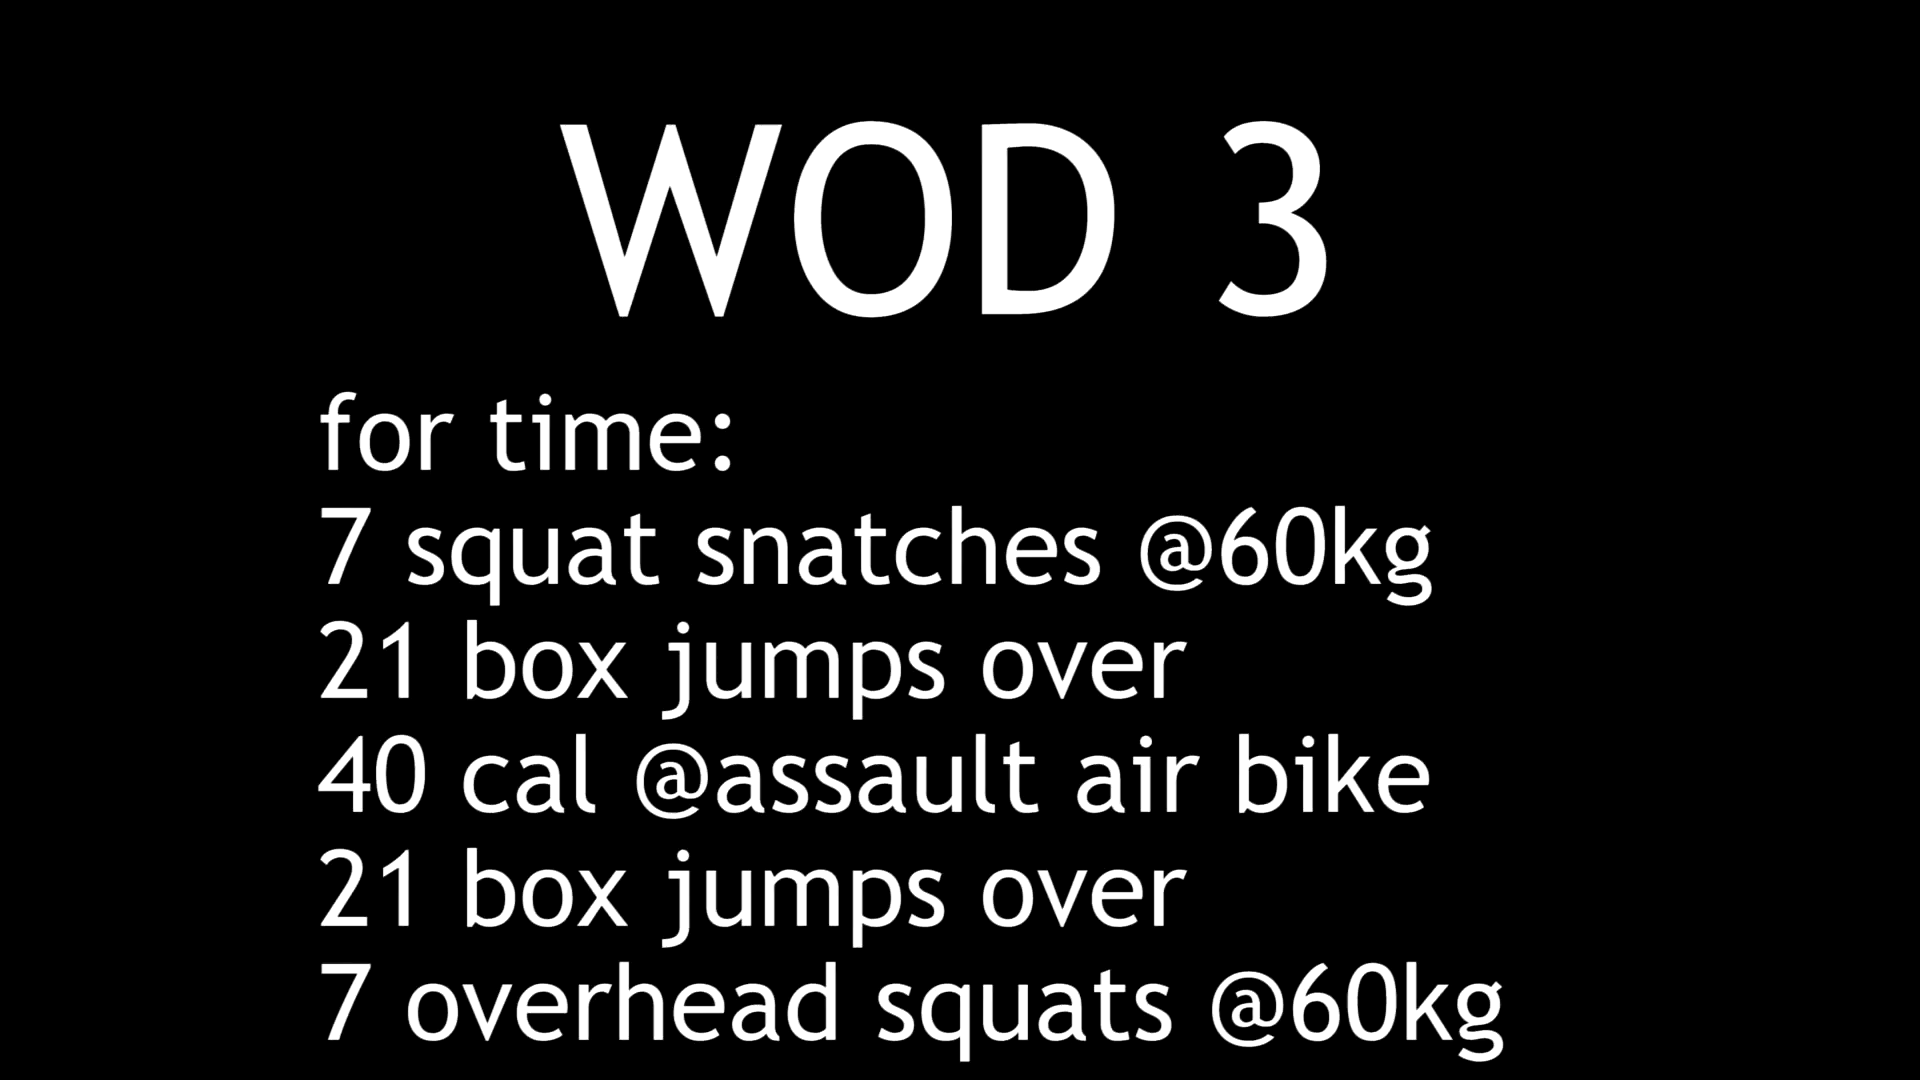 WOD 3
for time:
7 squat snatches @60kg
21 box jumps over
40 cal @assault air bike
21 box jumps over
7 overhead squats @60kg